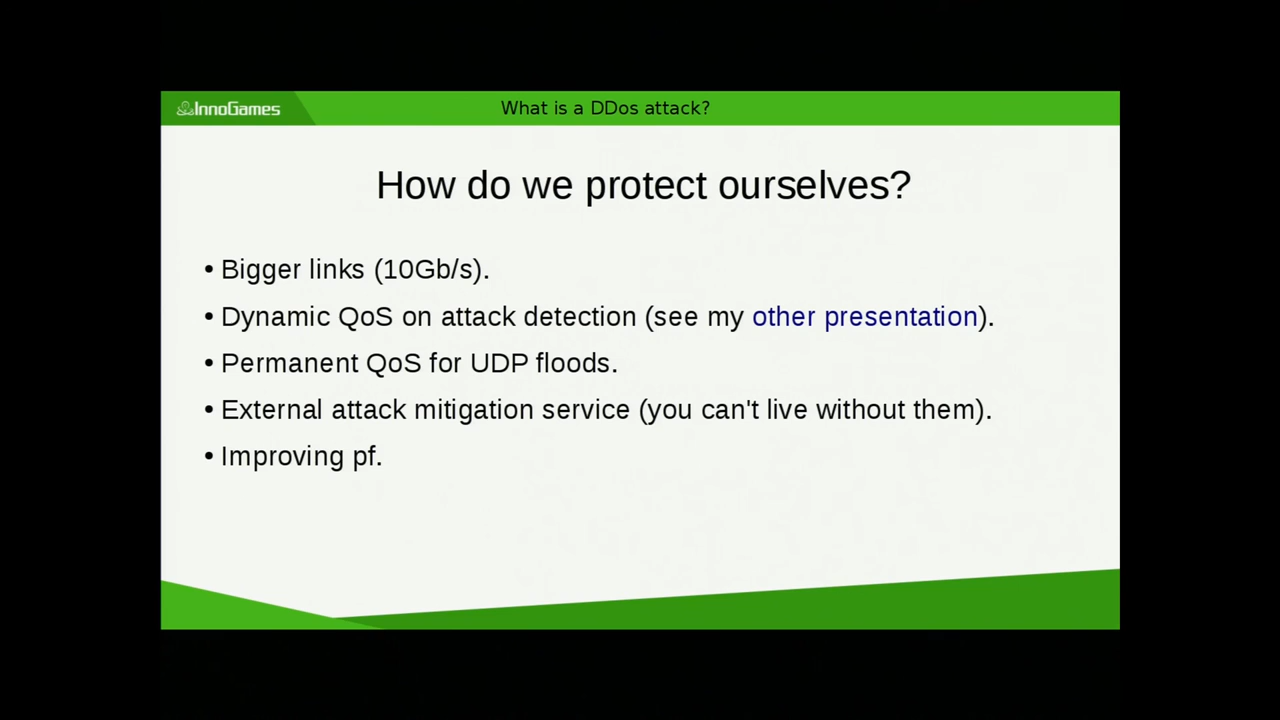 InnoGames
What is a DDos attack?
How do we protect ourselves?
• Bigger links (10Gb/s).
• Dynamic QoS on attack detection (see my other presentation).
• Permanent QoS for UDP floods.
• External attack mitigation service (you can't live without them).
• Improving pf.